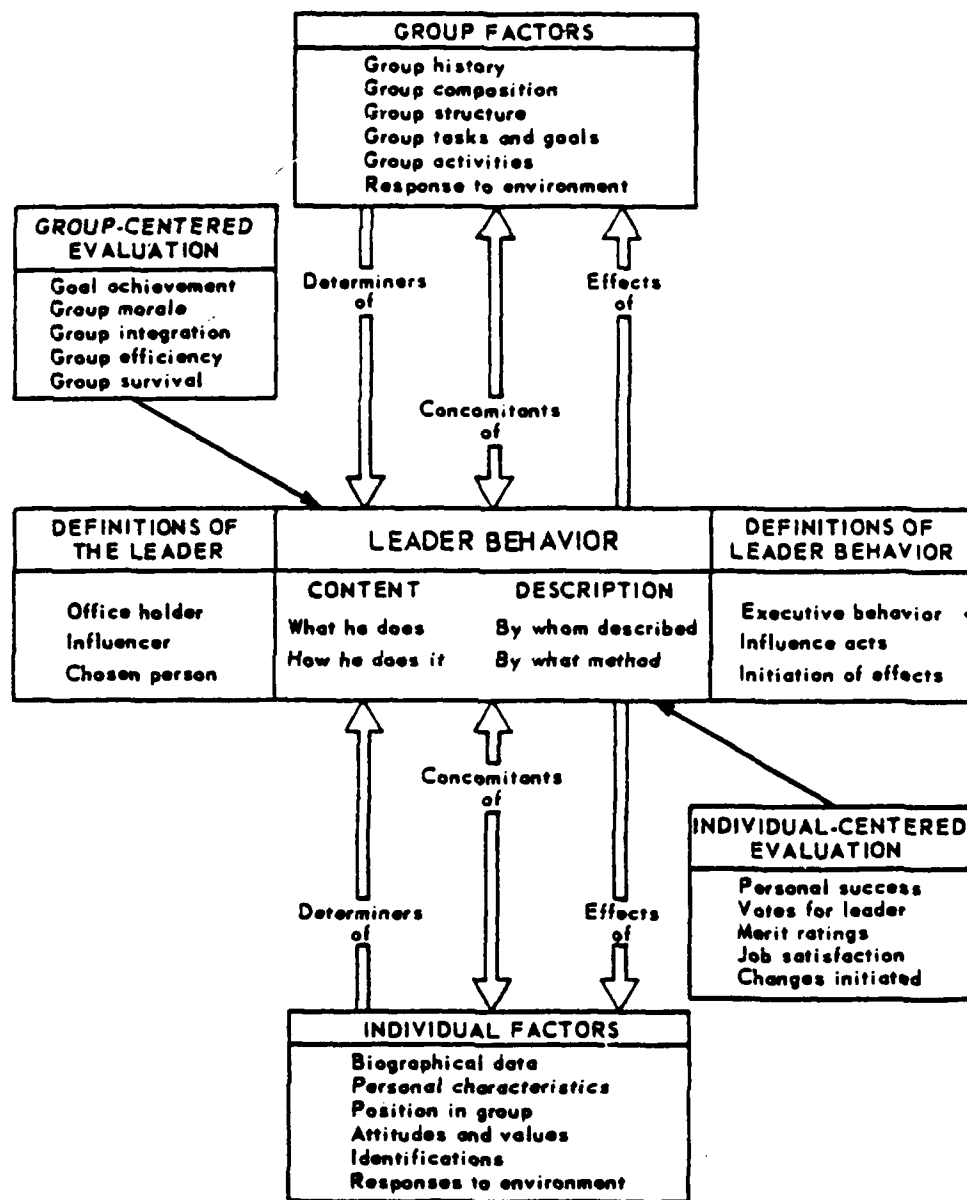 GROUP FACTORS
Group history
Group composition
Group structure
Group tasks and goals
Group activities
Response to environment
GROUP-CENTERED
EVALUATION
Goal achievement
Group morale
Group integration
Group efficiency
Group survival
Determiners
of
Concomitants
of
Effects
of
DEFINITIONS OF
THE LEADER
Office holder
Influencer
Chosen person
LEADER BEHAVIOR
CONTENT
What he does
How he does it
DESCRIPTION
By whom described
By what method
DEFINITIONS OF
LEADER BEHAVIOR
Executive behavior
Influence acts
Initiation of effects
Determiners
of
Concomitants
of
Effects
of
INDIVIDUAL-CENTERED
EVALUATION
Personal success
Votes for leader
Merit ratings
Job satisfaction
Changes initiated
INDIVIDUAL FACTORS
Biographical data
Personal characteristics
Position in group
Attitudes and values
Identifications
Responses to environment